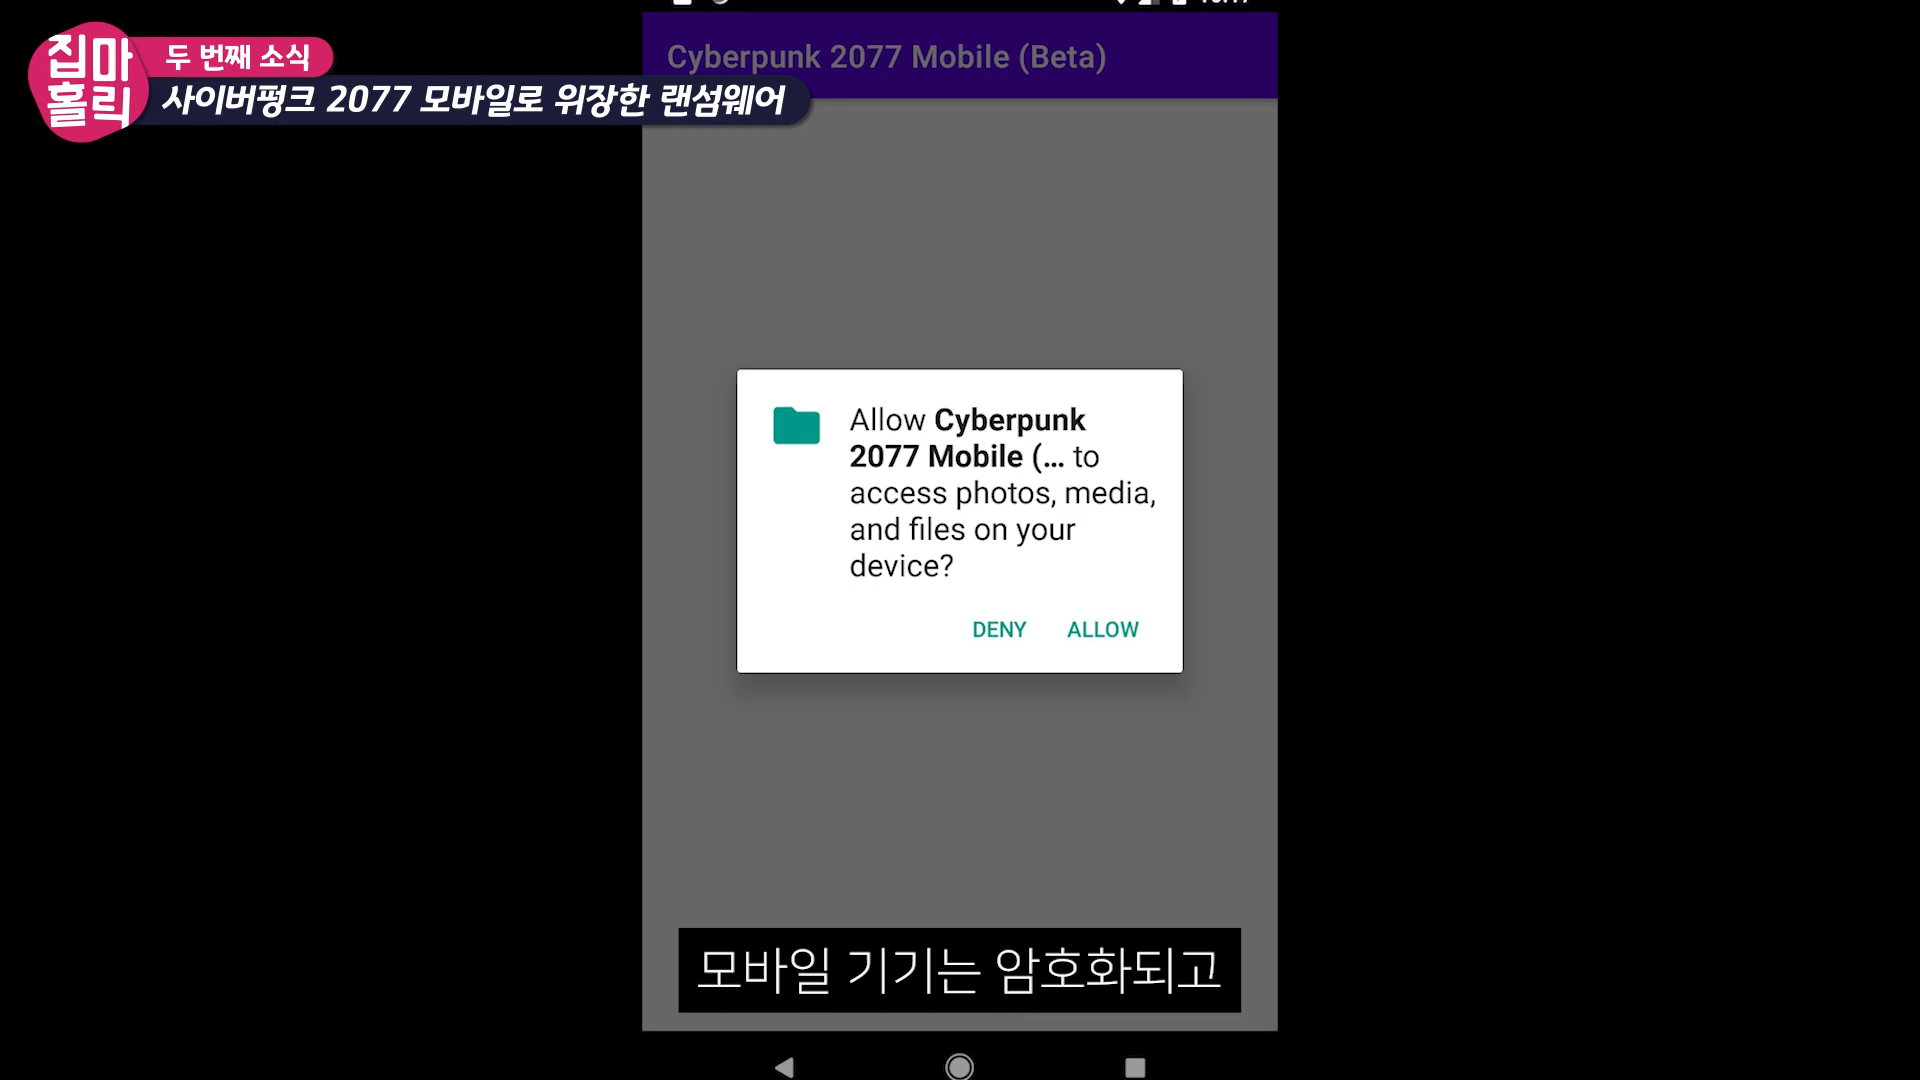 집마
홀릭
두 번째 소식
사이버펑크 2077 모바일로 위장한 랜섬웨어
Cyberpunk 2077 Mobile (Beta)
Allow Cyberpunk
2077 Mobile (... to
access photos, media,
and files on your
device?
DENY ALLOW
모바일 기기는 암호화되고